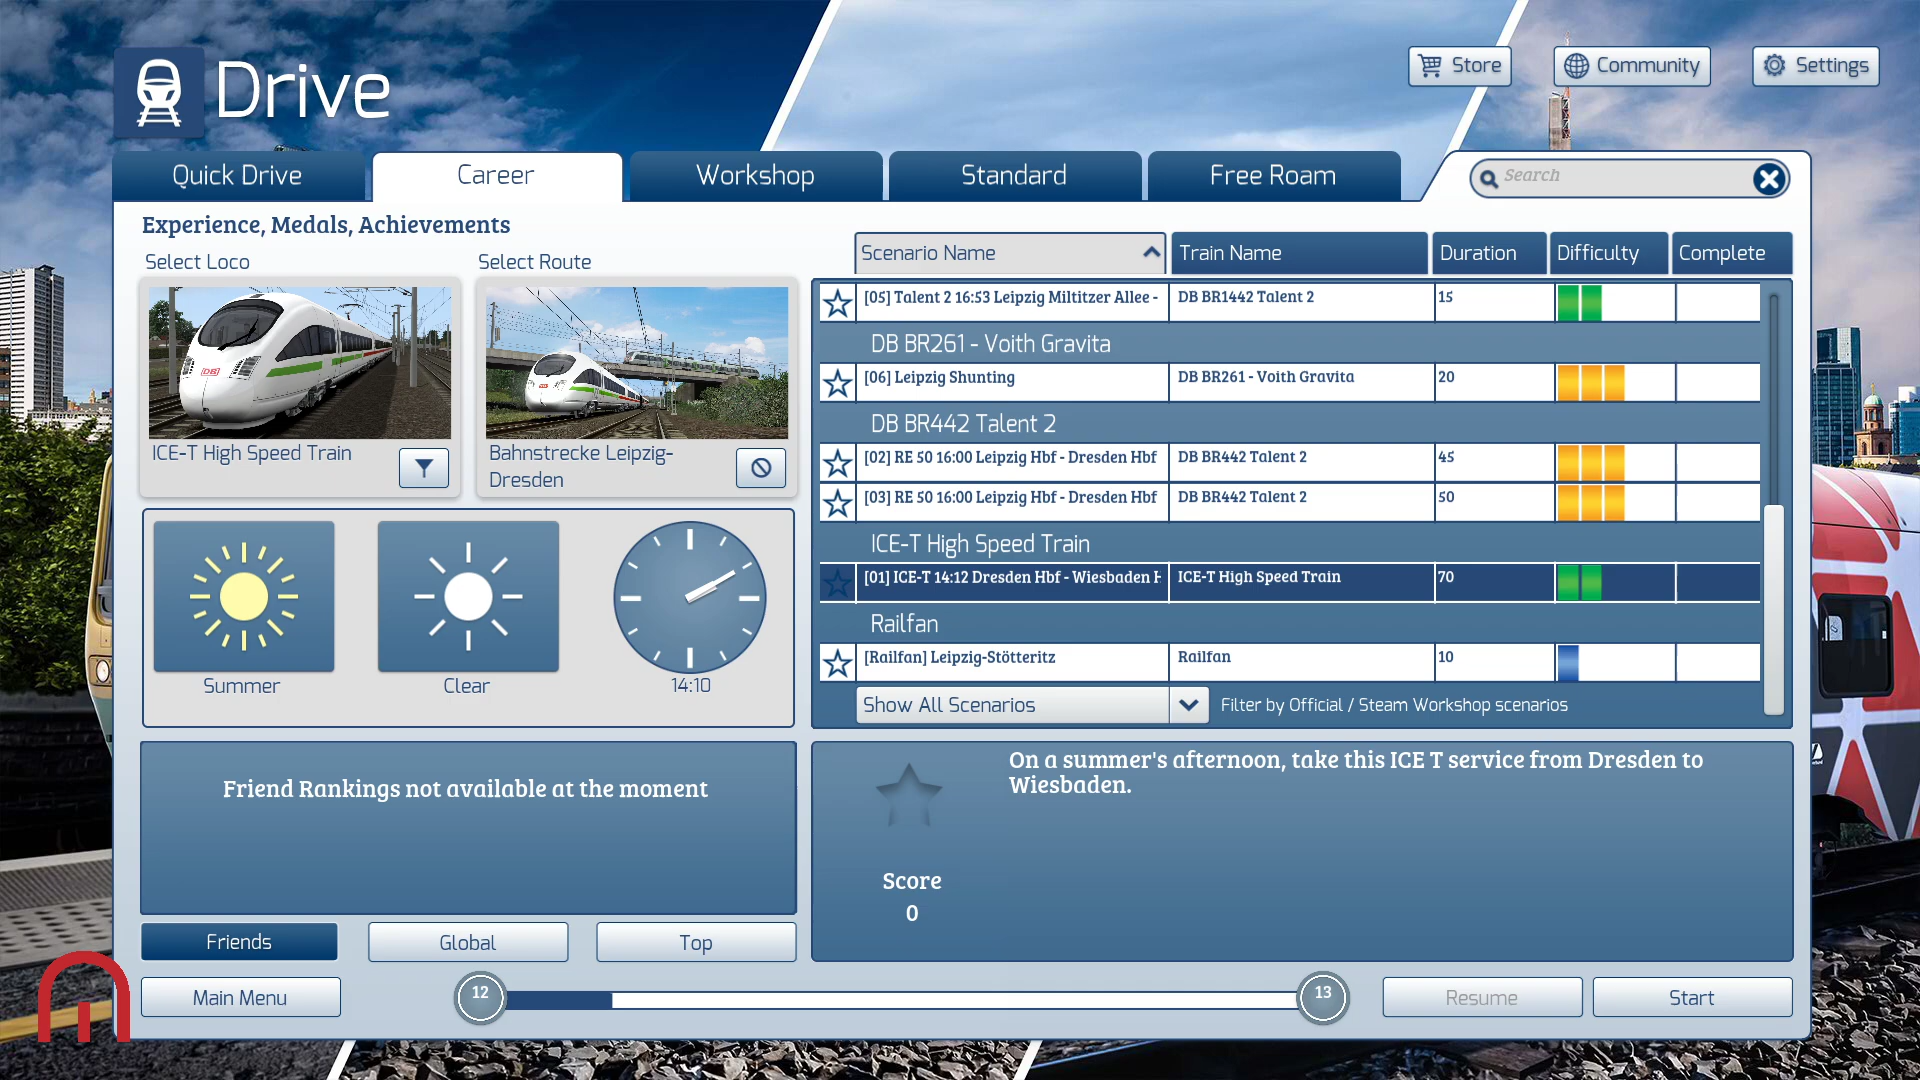 Drive
Store
Community
Settings
Quick Drive
Career
Workshop
Standard
Free Roam
Search
Experience, Medals, Achievements
Select Loco
Select Route
ICE-T High Speed Train
Bahnstrecke Leipzig-
Dresden
Summer
Clear
14:10
Scenario Name
Train Name
Duration
Difficulty
Complete
[05] Talent 2 16:53 Leipzig Miltitzer Allee - DB BR1442 Talent 2 15
DB BR261 - Voith Gravita
[06] Leipzig Shunting DB BR261 - Voith Gravita 20
DB BR442 Talent 2
[02] RE 50 16:00 Leipzig Hbf - Dresden Hbf DB BR442 Talent 2 45
[03] RE 50 16:00 Leipzig Hbf - Dresden Hbf DB BR442 Talent 2 50
ICE-T High Speed Train
[01] ICE-T 14:12 Dresden Hbf - Wiesbaden H ICE-T High Speed Train 70
Railfan
[Railfan] Leipzig-Stötteritz Railfan 10
Show All Scenarios
Filter by Official / Steam Workshop scenarios
Friend Rankings not available at the moment
On a summer's afternoon, take this ICE T service from Dresden to
Wiesbaden.
Score
0
Friends
Global
Top
Main Menu
12
13
Resume
Start